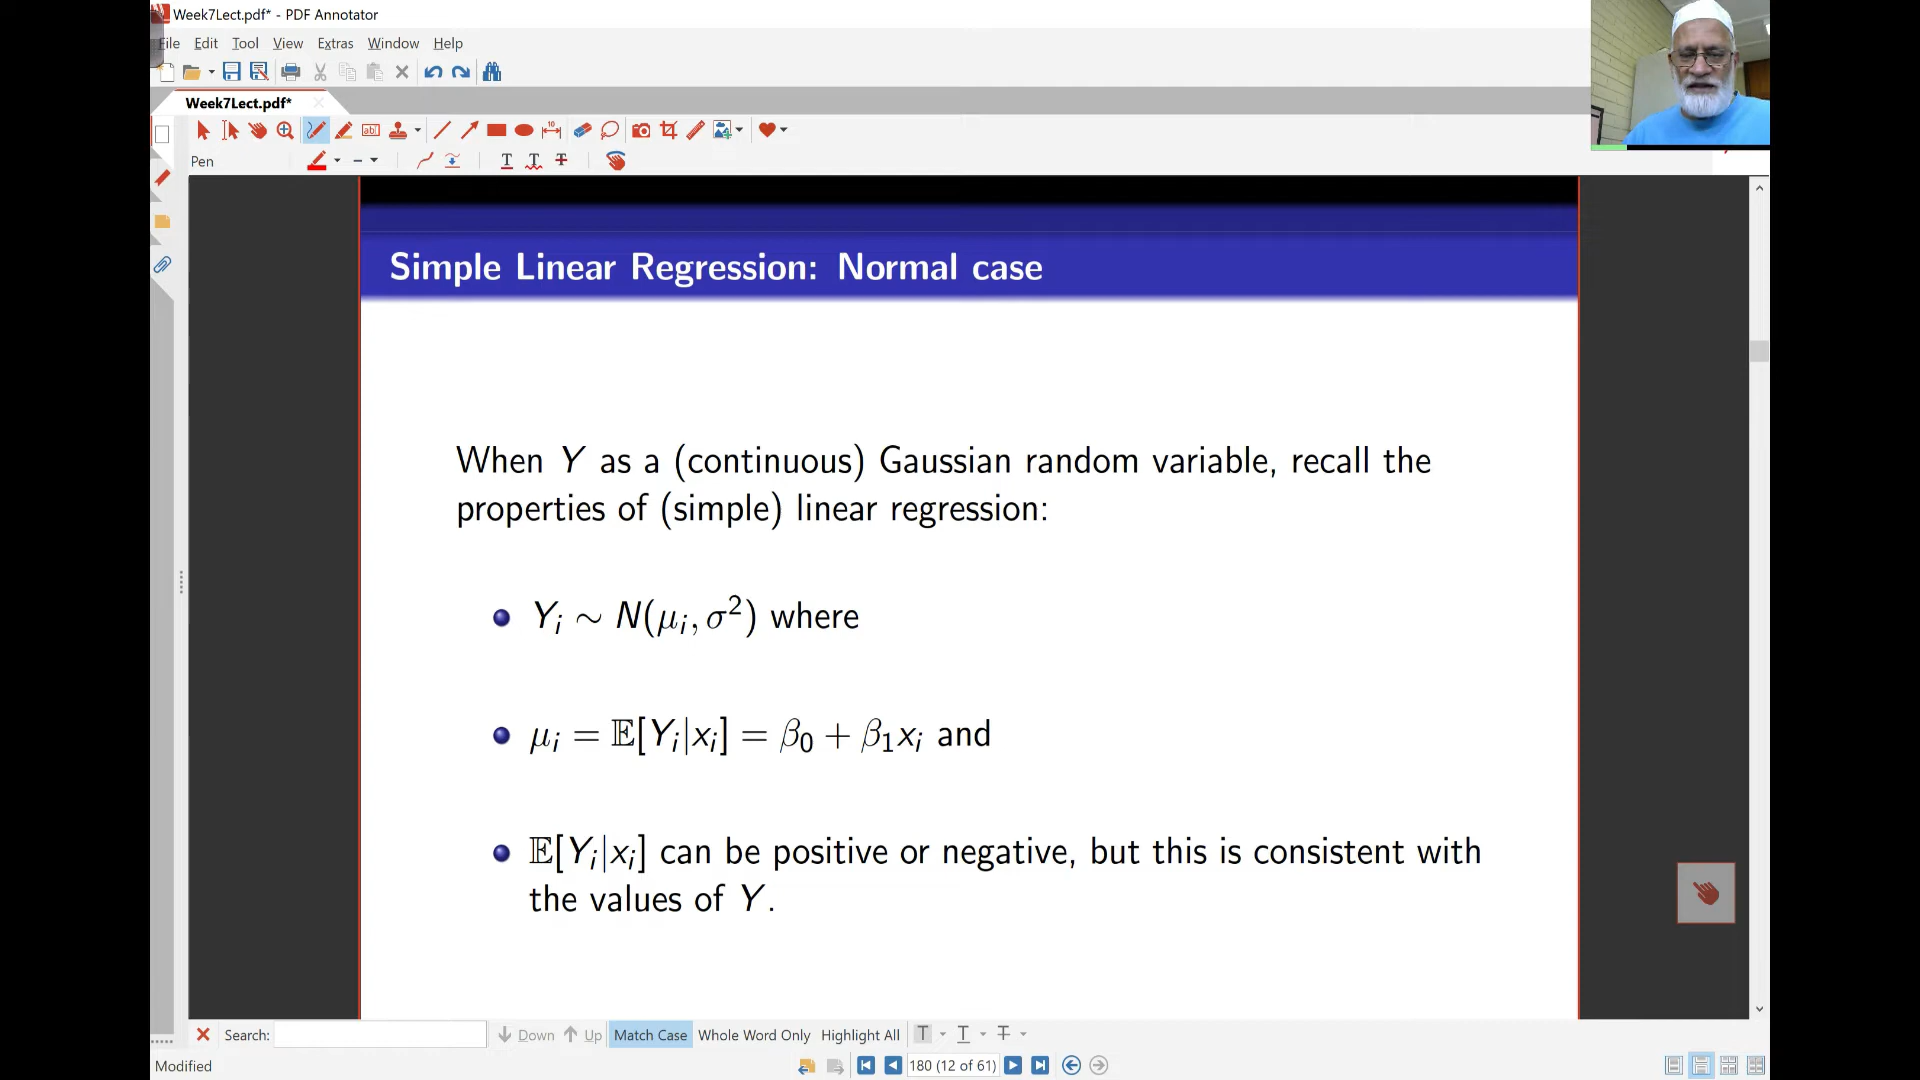 Week7Lect.pdf* - PDF Annotator
File Edit Tool View Extras Window Help
Week7Lect.pdf*
Pen
Simple Linear Regression: Normal case
When Y as a (continuous) Gaussian random variable, recall the
properties of (simple) linear regression:
Yᵢ ∼ N(μᵢ, σ²) where
μᵢ = 𝔼[Yᵢ|xᵢ] = β₀ + β₁xᵢ and
𝔼[Yᵢ|xᵢ] can be positive or negative, but this is consistent with
the values of Y.
Search: Down Up Match Case Whole Word Only Highlight All
Modified 180 (12 of 61)